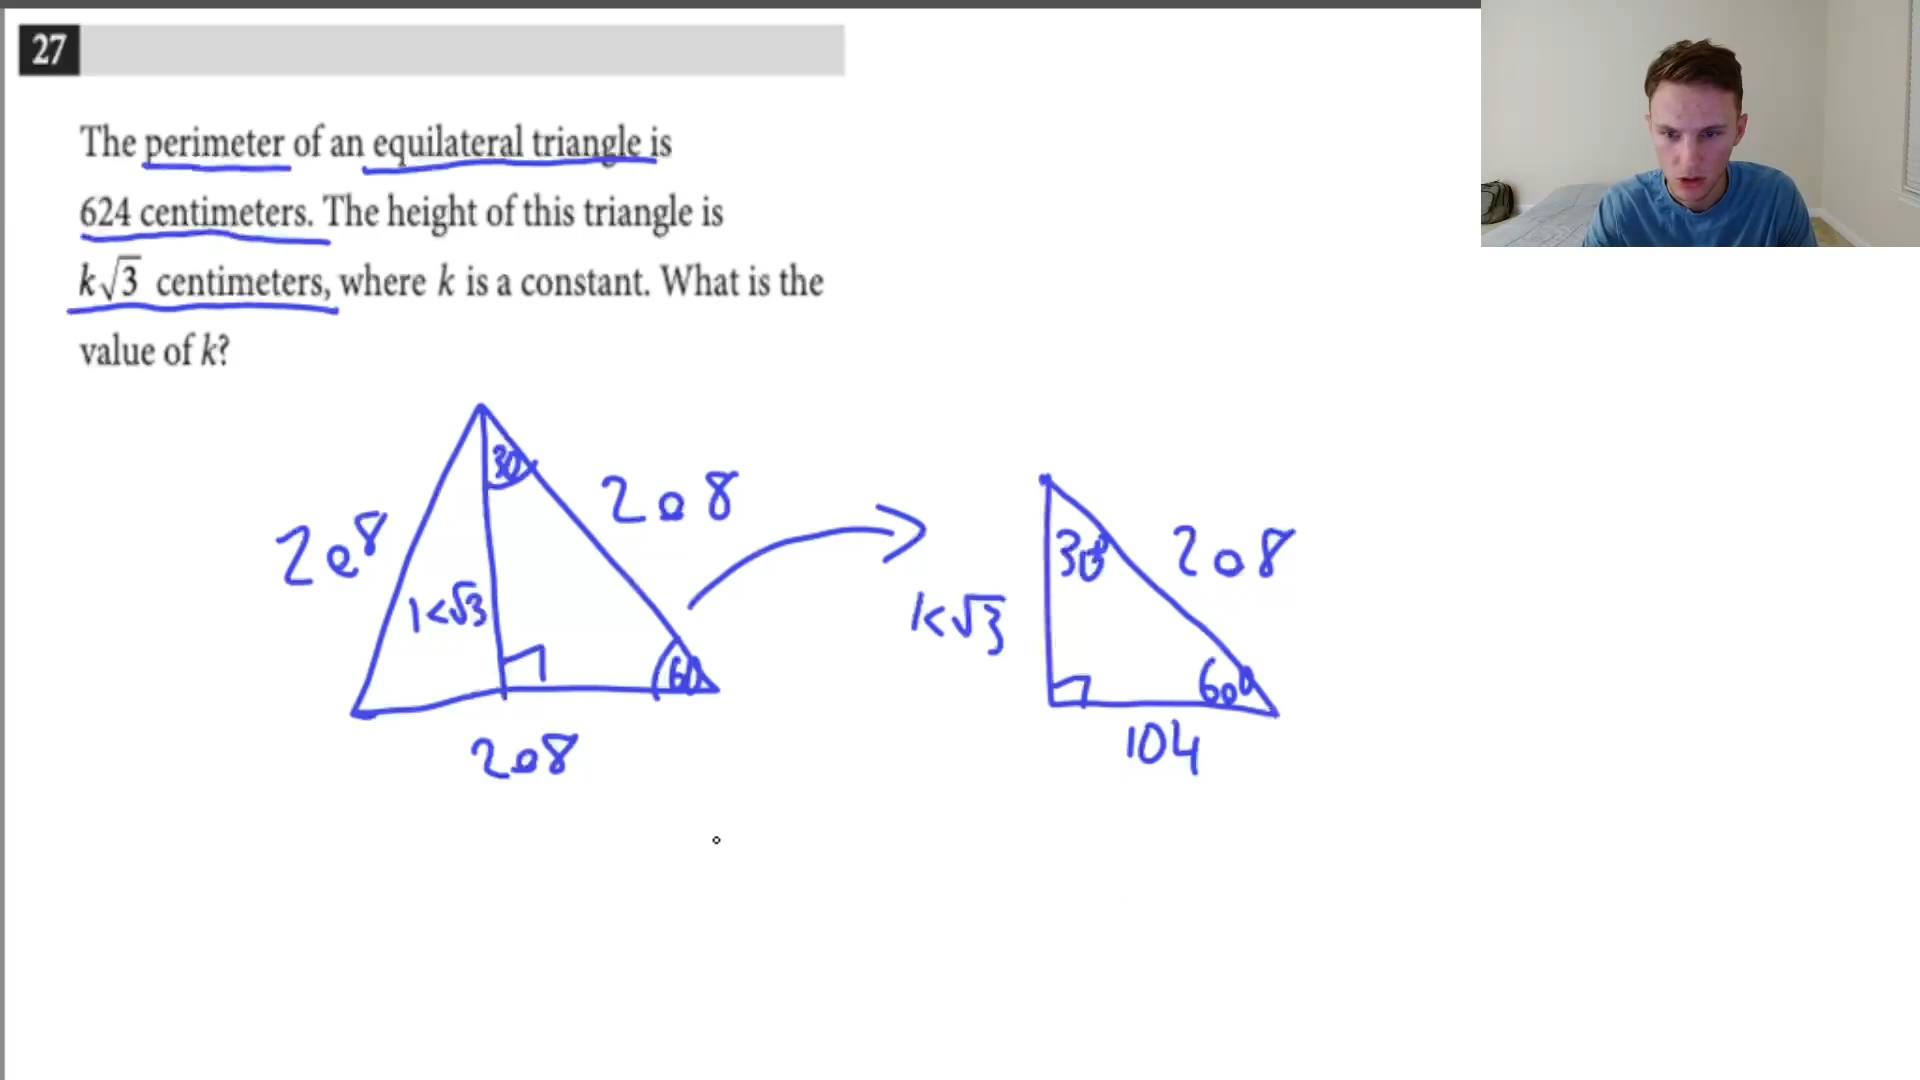 27
The perimeter of an equilateral triangle is
624 centimeters. The height of this triangle is
k√3 centimeters, where k is a constant. What is the
value of k?
30
208
208
k√3
60
208
30°
208
k√3
60°
104